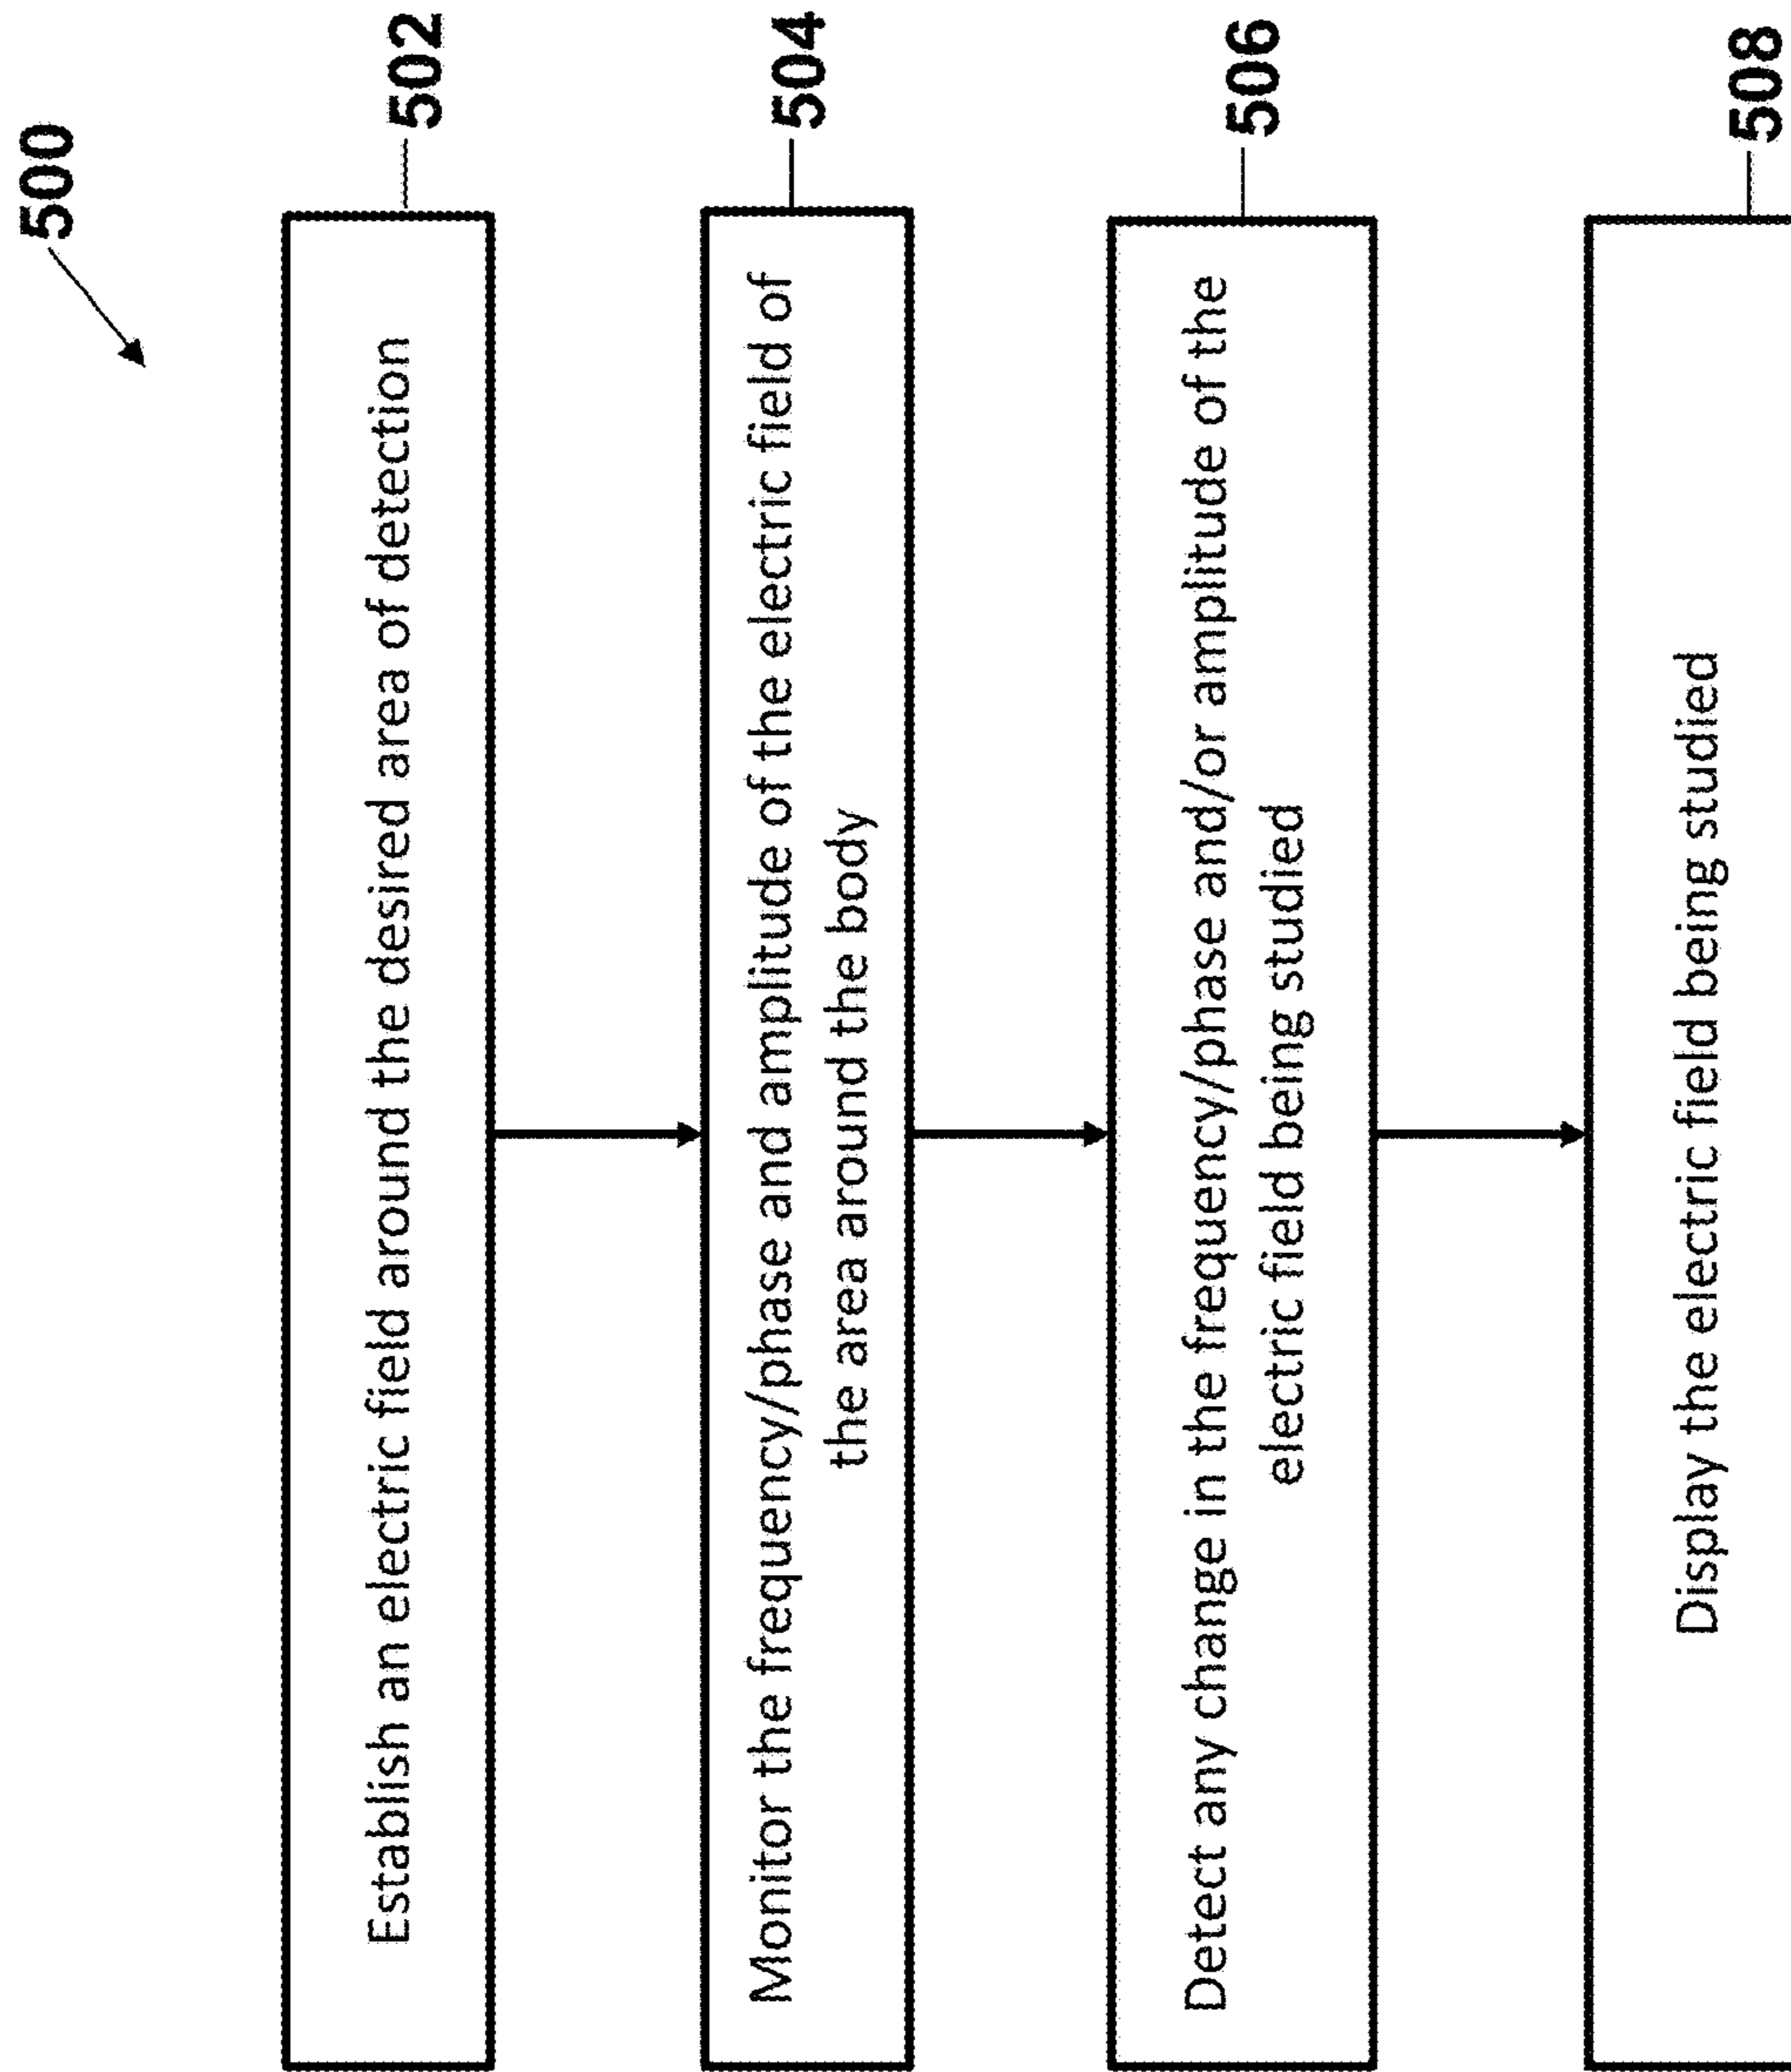 500
Establish an electric field around the desired area of detection
502
Monitor the frequency/phase and amplitude of the electric field of
the area around the body
504
Detect any change in the frequency/phase and/or amplitude of the
electric field being studied
506
Display the electric field being studied
508